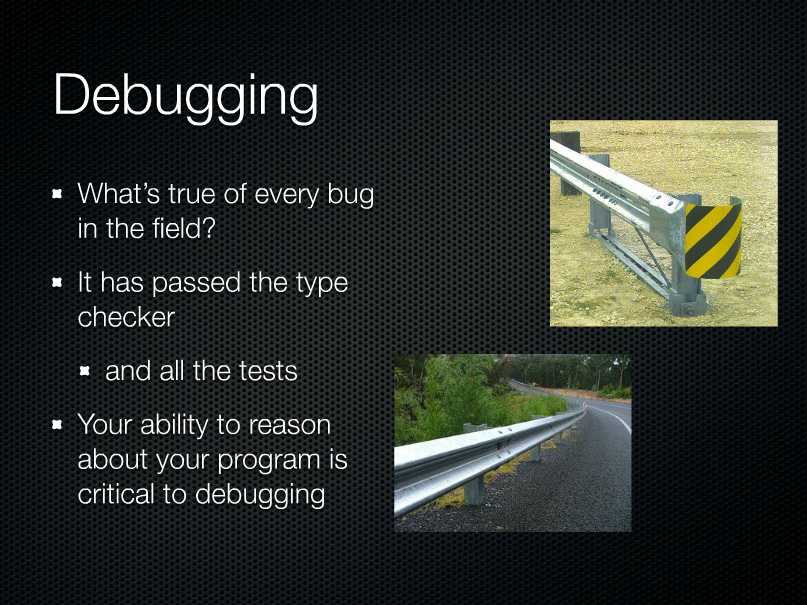 Debugging
What's true of every bug
in the field?
It has passed the type
checker
and all the tests
Your ability to reason
about your program is
critical to debugging